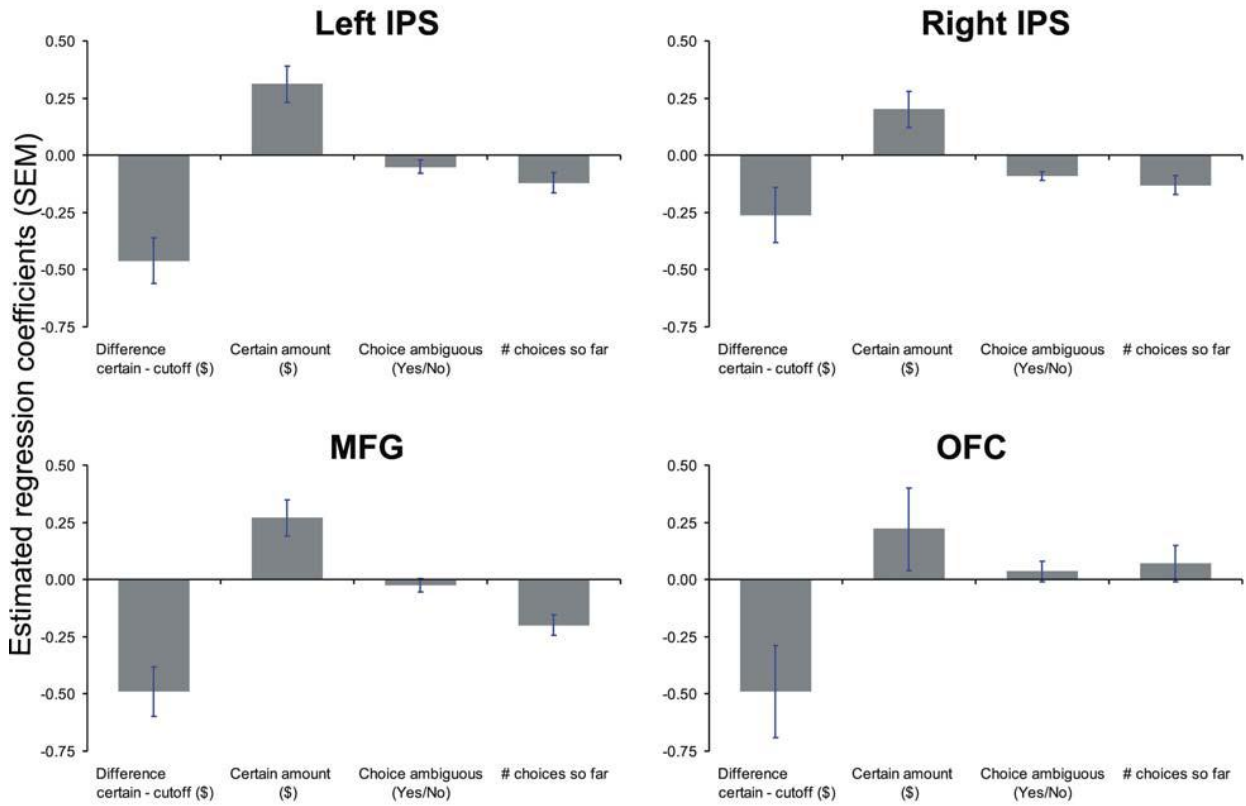 Estimated regression coefficients (SEM)
Left IPS
0.50
0.25
0.00
-0.25
-0.50
-0.75
Difference
certain - cutoff ($)
Certain amount
($)
Choice ambiguous
(Yes/No)
# choices so far
Right IPS
0.50
0.25
0.00
-0.25
-0.50
-0.75
Difference
certain - cutoff ($)
Certain amount
($)
Choice ambiguous
(Yes/No)
# choices so far
MFG
0.50
0.25
0.00
-0.25
-0.50
-0.75
Difference
certain - cutoff ($)
Certain amount
($)
Choice ambiguous
(Yes/No)
# choices so far
OFC
0.50
0.25
0.00
-0.25
-0.50
-0.75
Difference
certain - cutoff ($)
Certain amount
($)
Choice ambiguous
(Yes/No)
# choices so far